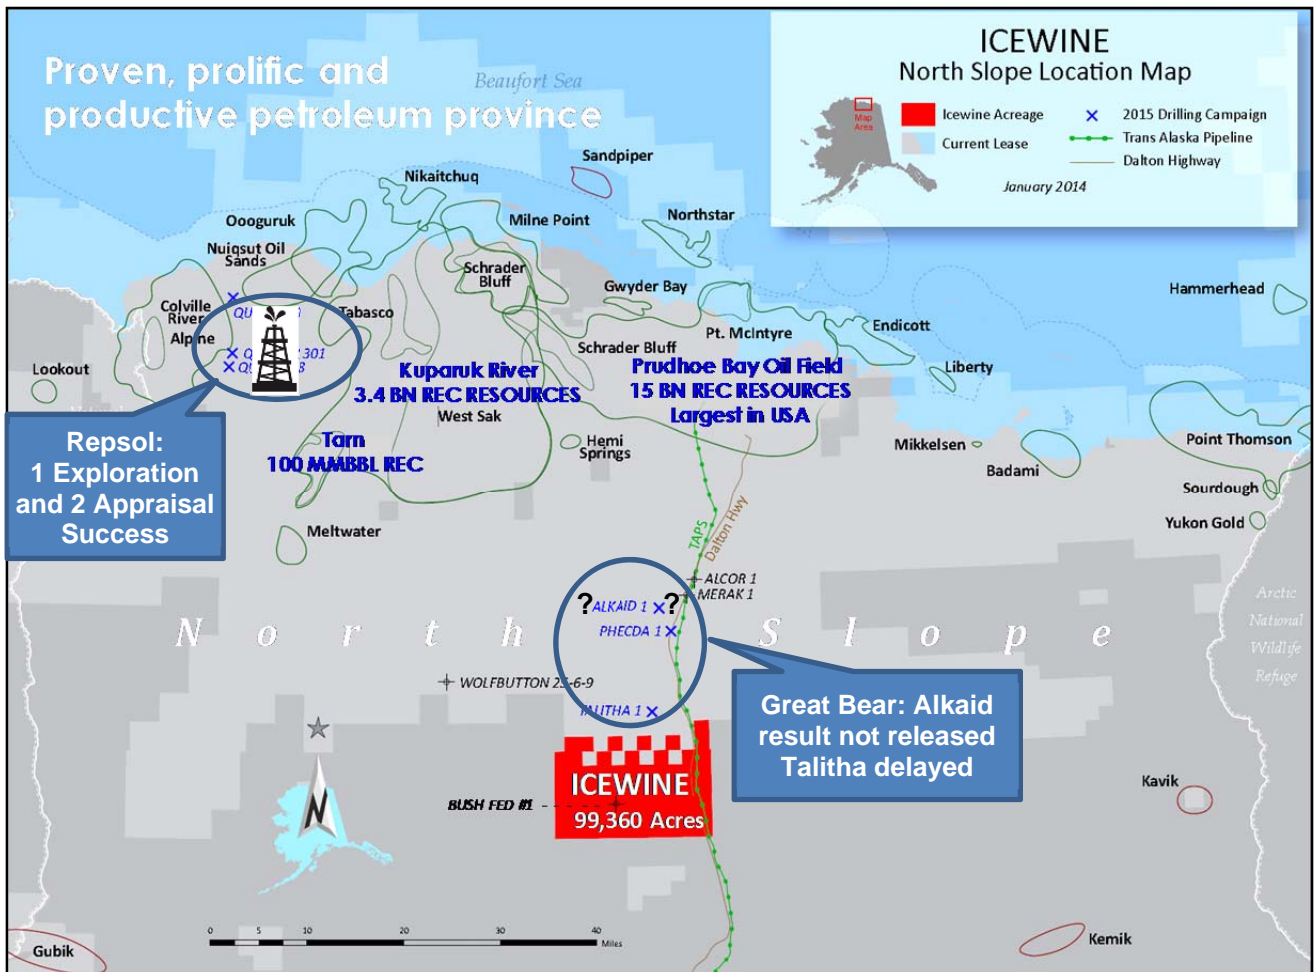 Proven, prolific and
productive petroleum province
Beaufort Sea
ICEWINE
North Slope Location Map
Map
Area
Icewine Acreage
Current Lease
2015 Drilling Campaign
Trans Alaska Pipeline
Dalton Highway
January 2014
Sandpiper
Nikaitchuq
Oooguruk
Milne Point
Northstar
Nuiqsut Oil
Sands
Schrader
Bluff
Gwyder Bay
Hammerhead
Colville
River
Tabasco
Alpine
301
Schrader Bluff
Pt. McIntyre
Endicott
Lookout
Liberty
Kuparuk River
3.4 BN REC RESOURCES
West Sak
Prudhoe Bay Oil Field
15 BN REC RESOURCES
Largest in USA
Repsol:
1 Exploration
and 2 Appraisal
Success
Tarn
100 MMBBL REC
Hemi
Springs
Mikkelsen
Badami
Point Thomson
Sourdough
Yukon Gold
Meltwater
TAPS
Dalton Hwy
ALCOR 1
MERAK 1
? ALKAID 1 ?
PHECDA 1
North Slope
Arctic
National
Wildlife
Refuge
WOLFBUTTON 25-6-9
TALITHA 1
Great Bear: Alkaid
result not released
Talitha delayed
ICEWINE
99,360 Acres
BUSH FED #1
N
Kavik
0 5 10 20 30 40
Miles
Gubik
Kemik